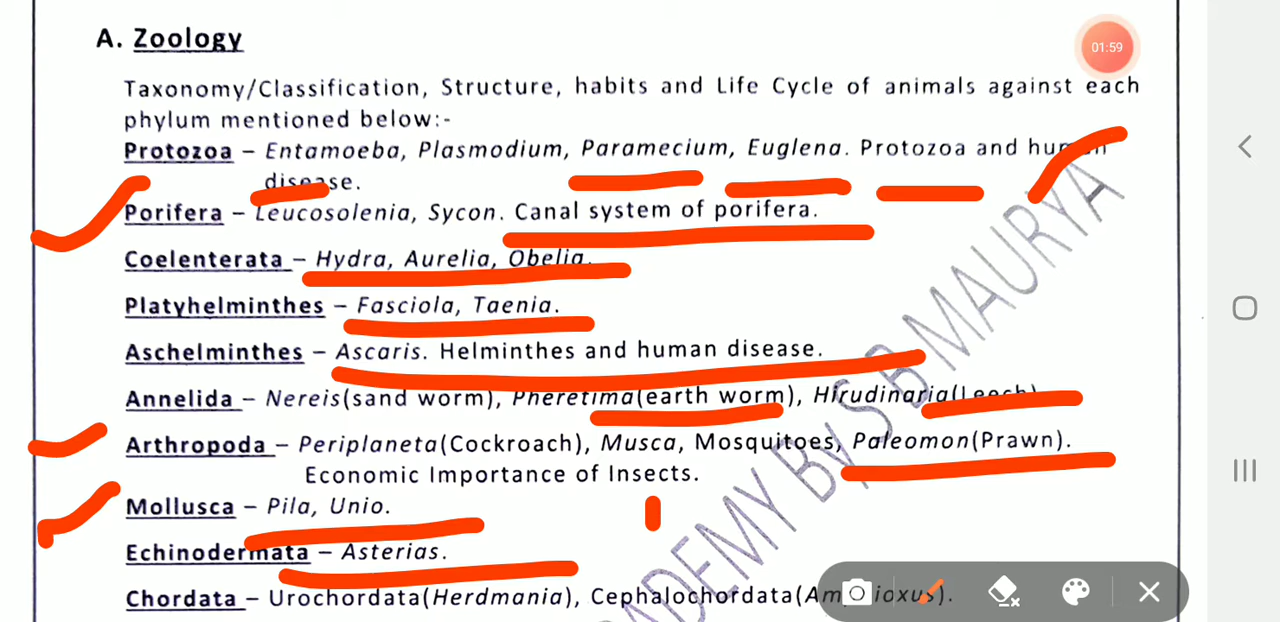 01:59
A. Zoology
Taxonomy/Classification, Structure, habits and Life Cycle of animals against each
phylum mentioned below:-
Protozoa – Entamoeba, Plasmodium, Paramecium, Euglena. Protozoa and human
disease.
Porifera – Leucosolenia, Sycon. Canal system of porifera.
Coelenterata – Hydra, Aurelia, Obelia.
Platyhelminthes – Fasciola, Taenia.
Aschelminthes – Ascaris. Helminthes and human disease.
Annelida – Nereis(sand worm), Pheretima(earth worm), Hirudinaria(Leech)
Arthropoda – Periplaneta(Cockroach), Musca, Mosquitoes, Paleomon(Prawn).
Economic Importance of Insects.
Mollusca – Pila, Unio.
Echinodermata – Asterias.
Chordata – Urochordata(Herdmania), Cephalochordata(Amphioxus).
ADEMY BY S B MAURYA